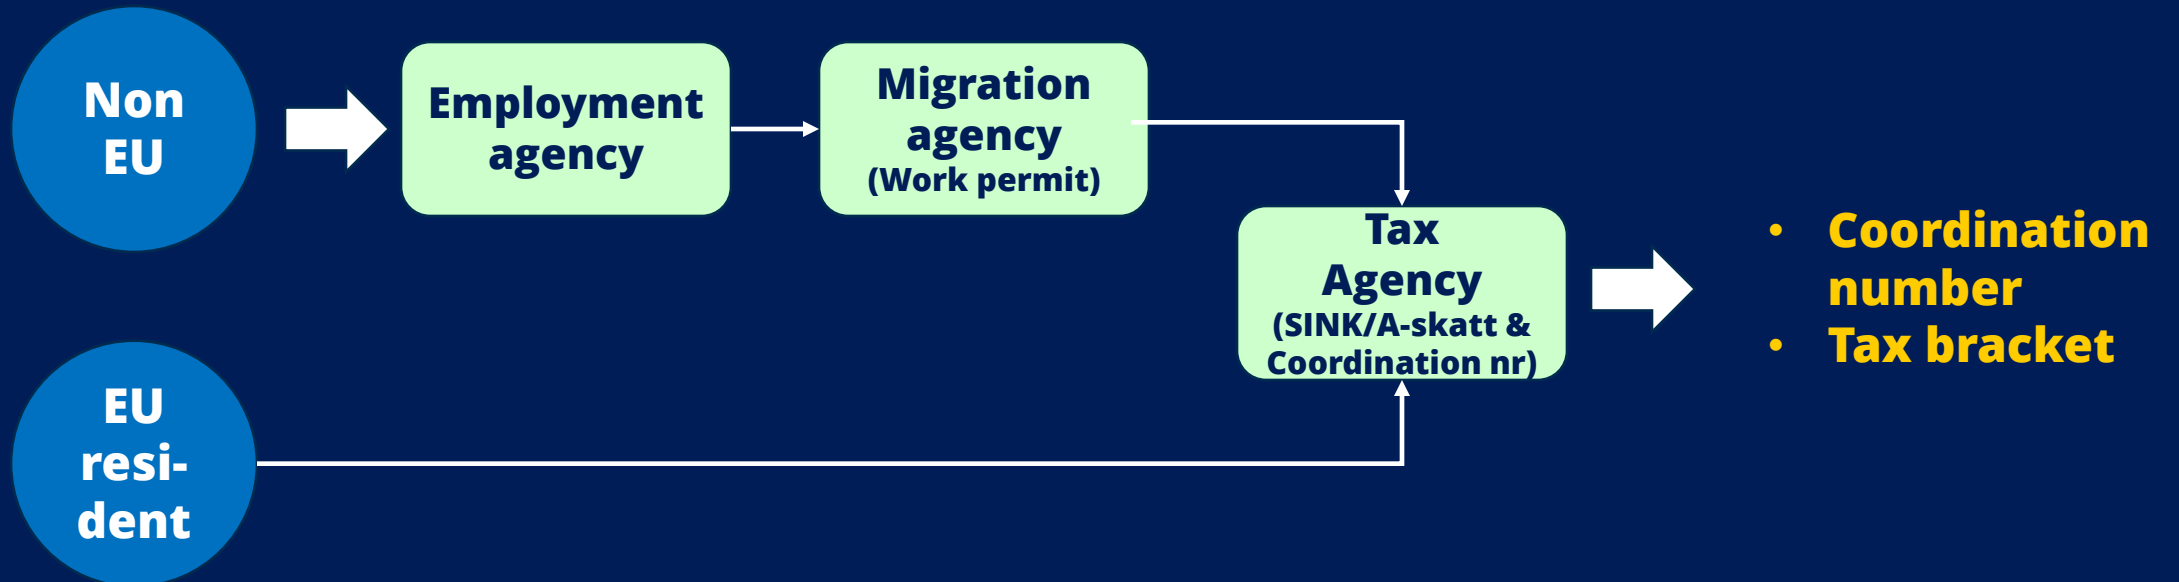 Non
EU
Employment
agency
Migration
agency
(Work permit)
Tax
Agency
(SINK/A-skatt &
Coordination nr)
• Coordination
number
• Tax bracket
EU
resi-
dent